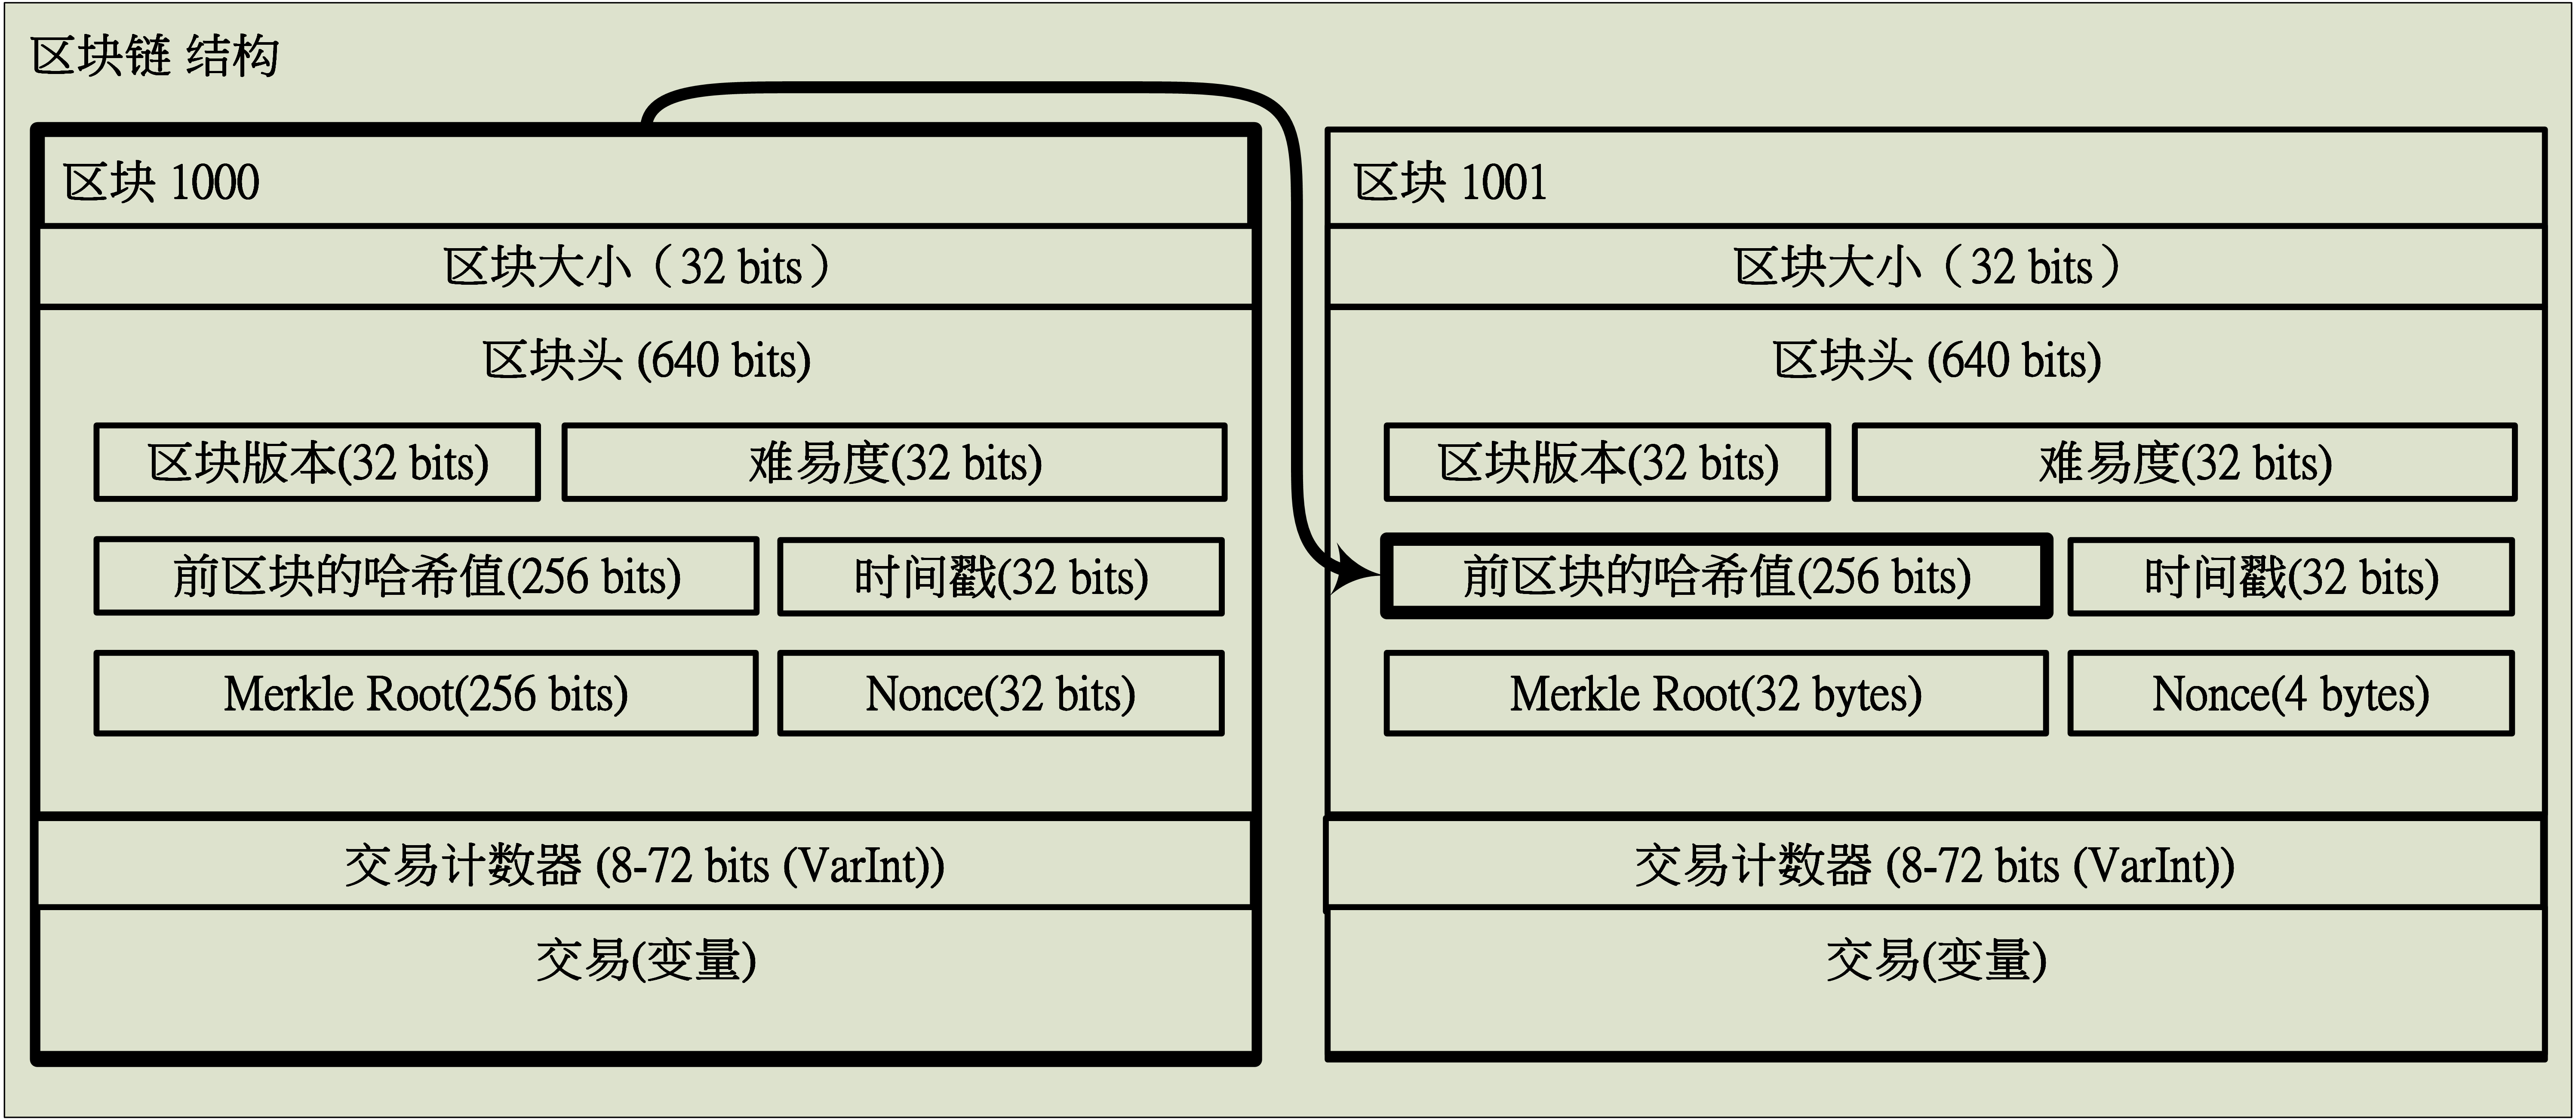 区块链 结构
区块 1000
区块大小（32 bits）
区块头 (640 bits)
区块版本(32 bits)
难易度(32 bits)
前区块的哈希值(256 bits)
时间戳(32 bits)
Merkle Root(256 bits)
Nonce(32 bits)
交易计数器 (8-72 bits (VarInt))
交易(变量)
区块 1001
区块大小（32 bits）
区块头 (640 bits)
区块版本(32 bits)
难易度(32 bits)
前区块的哈希值(256 bits)
时间戳(32 bits)
Merkle Root(32 bytes)
Nonce(4 bytes)
交易计数器 (8-72 bits (VarInt))
交易(变量)